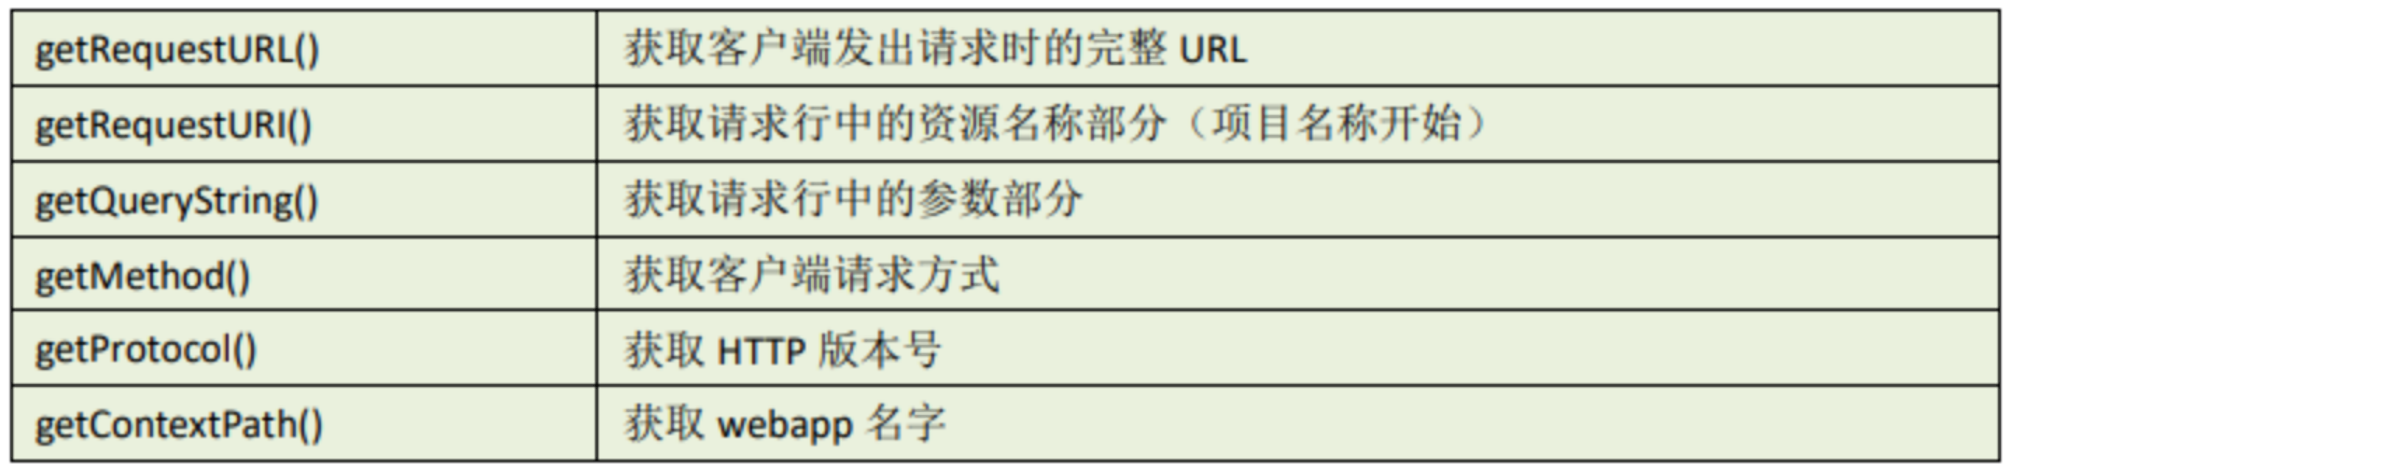 getRequestURL() 获取客户端发出请求时的完整 URL
getRequestURI() 获取请求行中的资源名称部分（项目名称开始）
getQueryString() 获取请求行中的参数部分
getMethod() 获取客户端请求方式
getProtocol() 获取 HTTP 版本号
getContextPath() 获取 webapp 名字